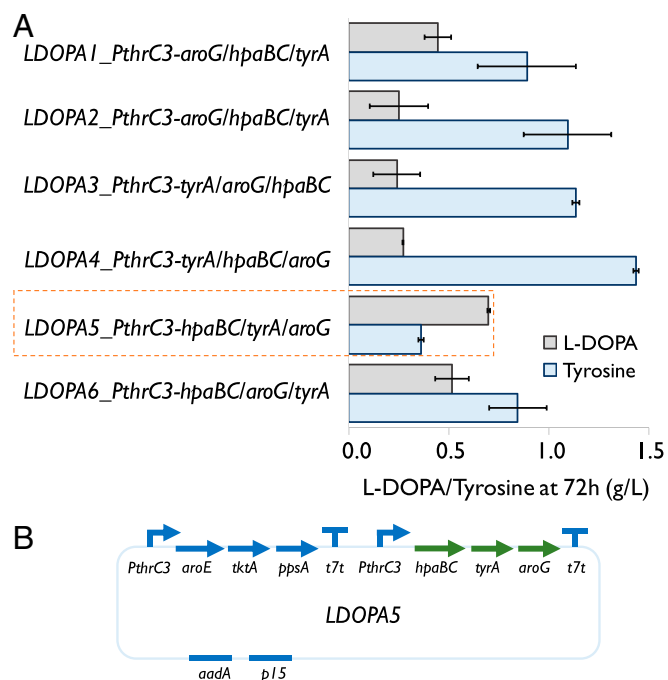 A
LDOPA1_PthrC3-aroG/hpaBC/tyrA
LDOPA2_PthrC3-aroG/hpaBC/tyrA
LDOPA3_PthrC3-tyrA/aroG/hpaBC
LDOPA4_PthrC3-tyrA/hpaBC/aroG
LDOPA5_PthrC3-hpaBC/tyrA/aroG
LDOPA6_PthrC3-hpaBC/aroG/tyrA
L-DOPA
Tyrosine
0.0 0.5 1.0 1.5
L-DOPA/Tyrosine at 72h (g/L)
B
PthrC3 aroE tktA ppsA t7t PthrC3 hpaBC tyrA aroG t7t
LDOPA5
aadA p15